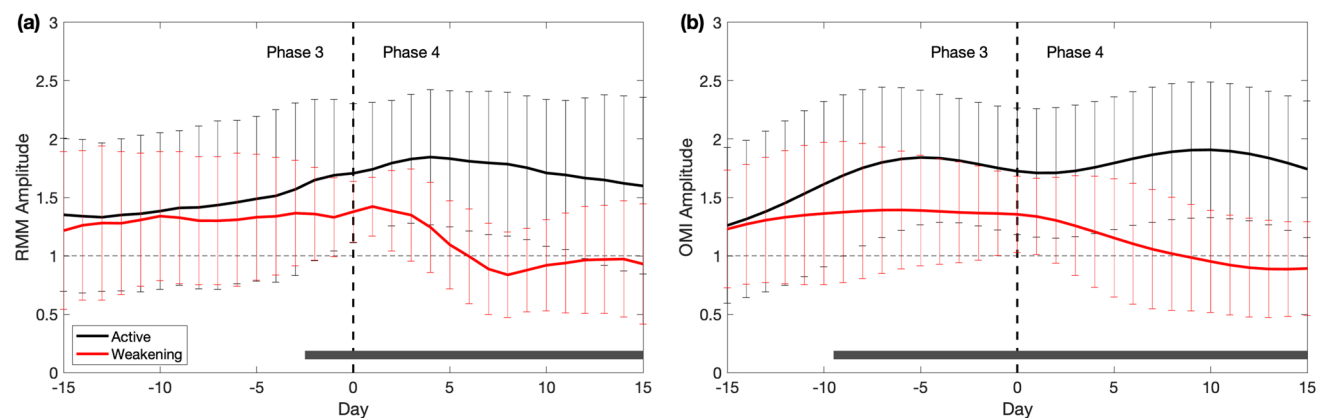 (a)
Phase 3 Phase 4
RMM Amplitude
3
2.5
2
1.5
1
0.5
0
Active
Weakening
-15 -10 -5 0 5 10 15
Day
(b)
Phase 3 Phase 4
OMI Amplitude
3
2.5
2
1.5
1
0.5
0
-15 -10 -5 0 5 10 15
Day